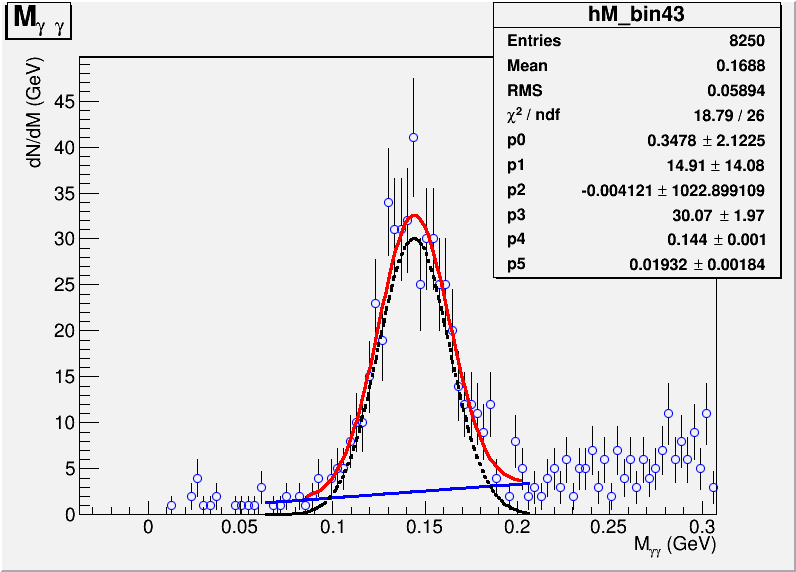 M γ γ
hM_bin43
Entries 8250
Mean 0.1688
RMS 0.05894
χ² / ndf 18.79 / 26
p0 0.3478 ± 2.1225
p1 14.91 ± 14.08
p2 -0.004121 ± 1022.899109
p3 30.07 ± 1.97
p4 0.144 ± 0.001
p5 0.01932 ± 0.00184
dN/dM (GeV)
45
40
35
30
25
20
15
10
5
0
0 0.05 0.1 0.15 0.2 0.25 0.3
Mγγ (GeV)